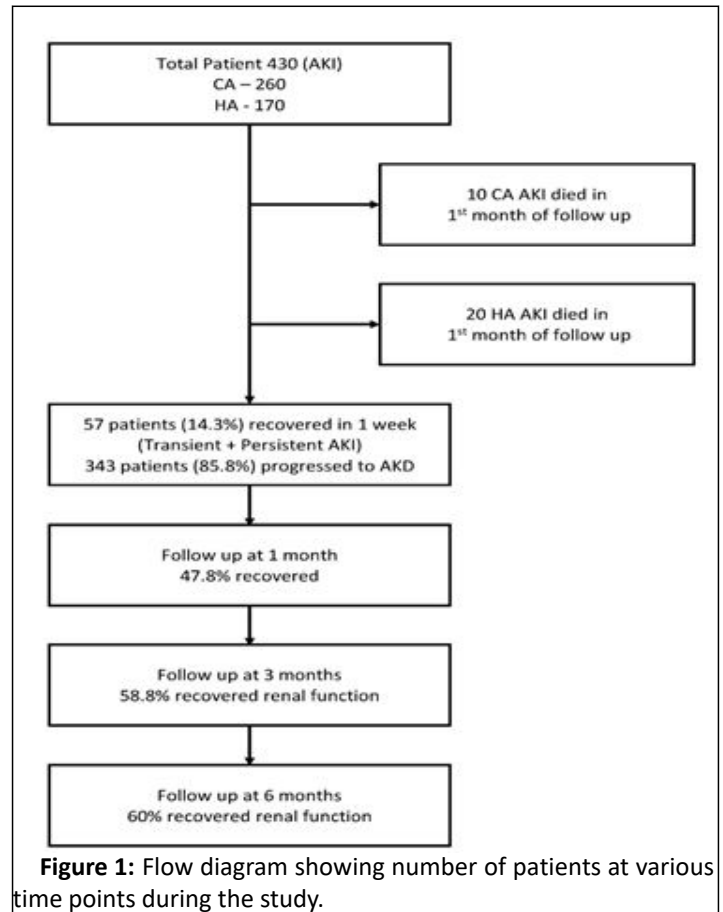 Total Patient 430 (AKI)
CA – 260
HA - 170
10 CA AKI died in
1st month of follow up
20 HA AKI died in
1st month of follow up
57 patients (14.3%) recovered in 1 week
(Transient + Persistent AKI)
343 patients (85.8%) progressed to AKD
Follow up at 1 month
47.8% recovered
Follow up at 3 months
58.8% recovered renal function
Follow up at 6 months
60% recovered renal function
Figure 1: Flow diagram showing number of patients at various
time points during the study.